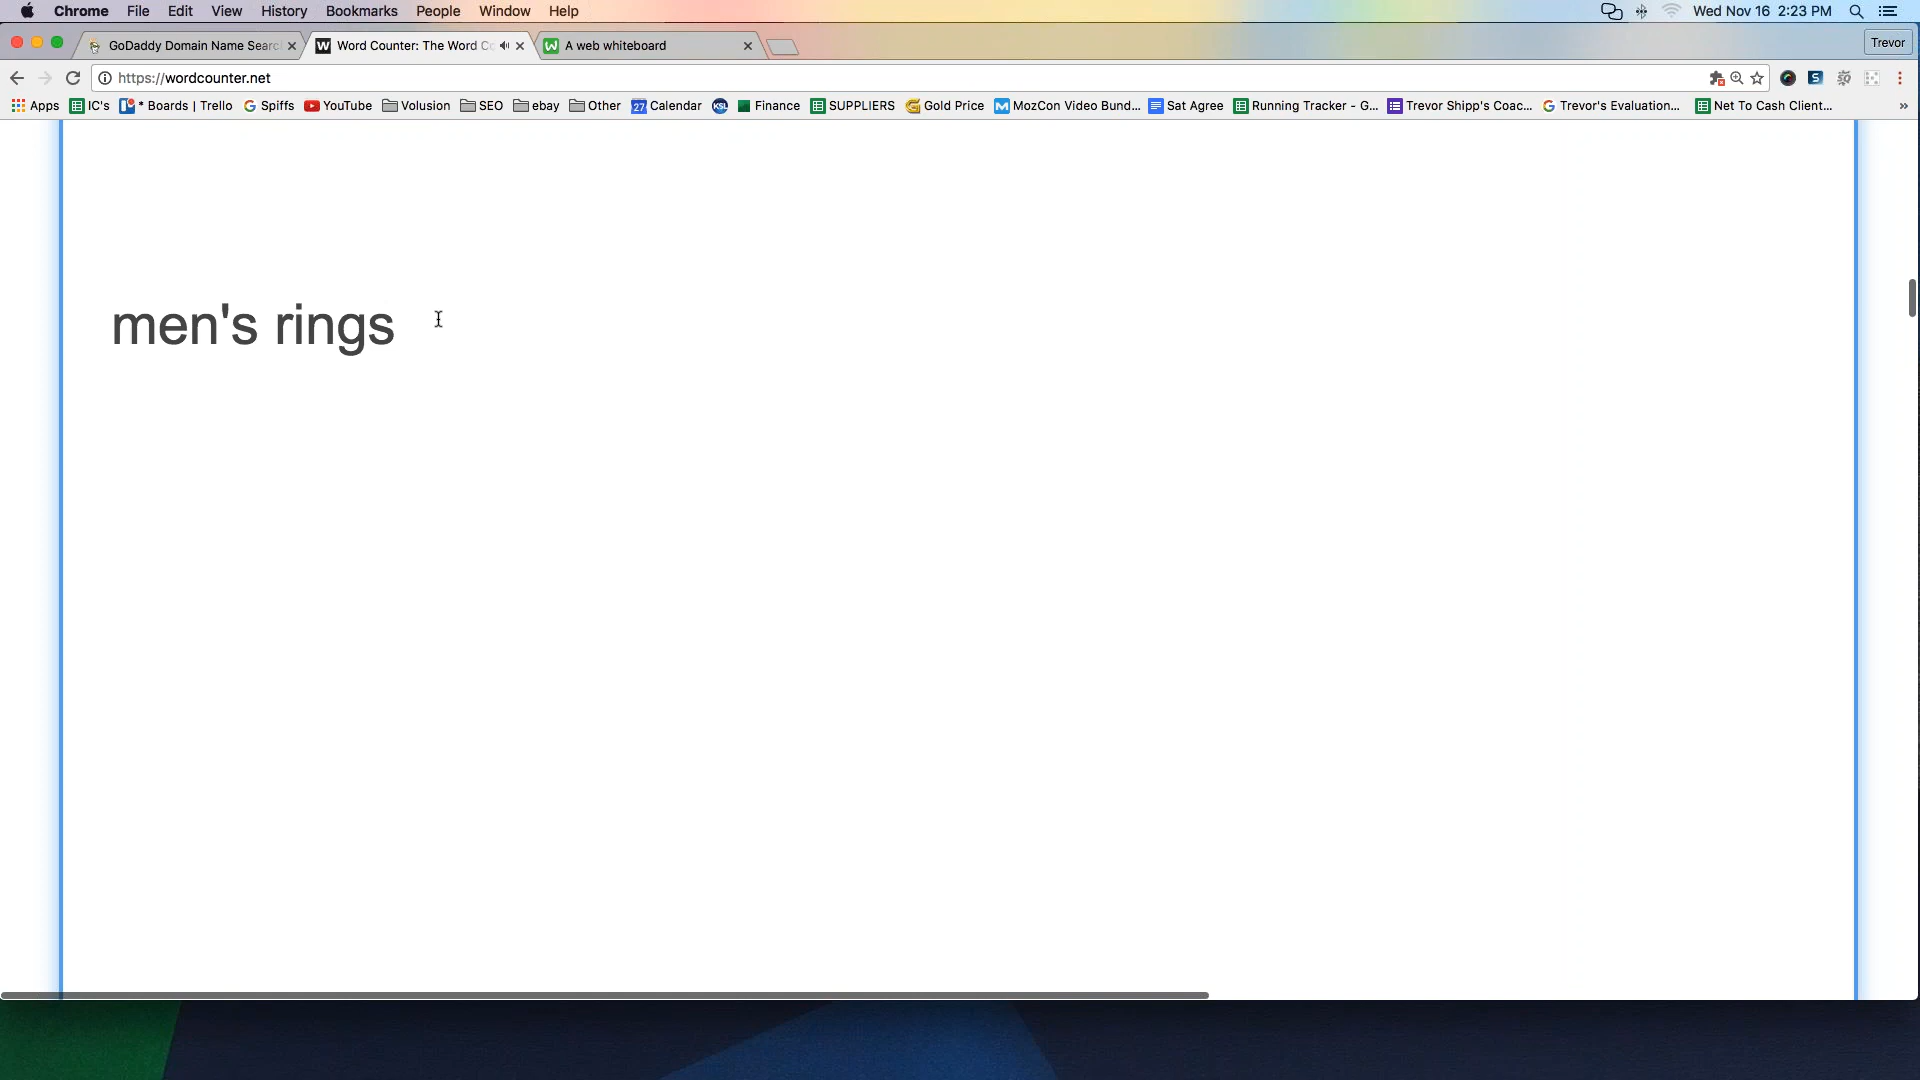 Chrome File Edit View History Bookmarks People Window Help Wed Nov 16 2:23 PM
GoDaddy Domain Name Searc Word Counter: The Word Co A web whiteboard Trevor
https://wordcounter.net
Apps IC's * Boards | Trello Spiffs YouTube Volusion SEO ebay Other 27 Calendar KSL Finance SUPPLIERS Gold Price MozCon Video Bund... Sat Agree Running Tracker - G... Trevor Shipp's Coac... Trevor's Evaluation... Net To Cash Client... »
men's rings